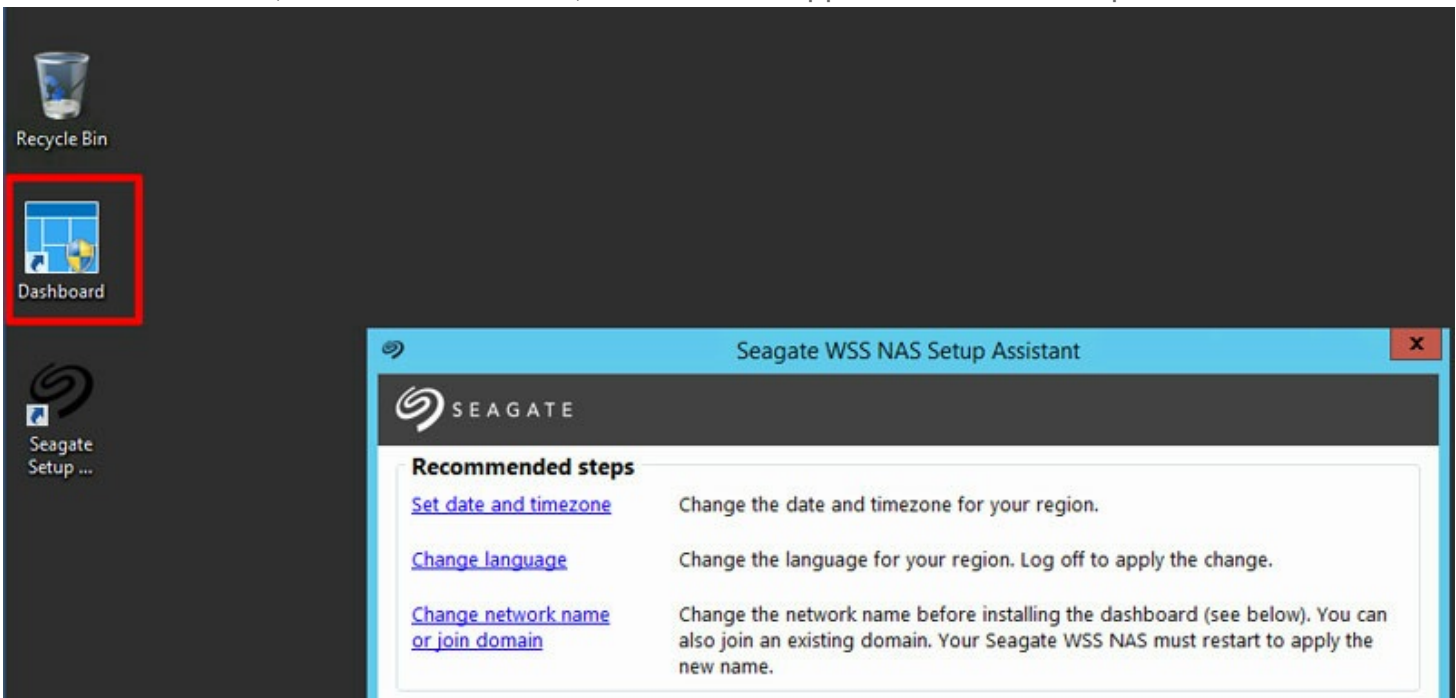 Recycle Bin
Dashboard
Seagate
Setup ...
Seagate WSS NAS Setup Assistant
x
SEAGATE
Recommended steps
Set date and timezone Change the date and timezone for your region.
Change language Change the language for your region. Log off to apply the change.
Change network name Change the network name before installing the dashboard (see below). You can
or join domain also join an existing domain. Your Seagate WSS NAS must restart to apply the
new name.